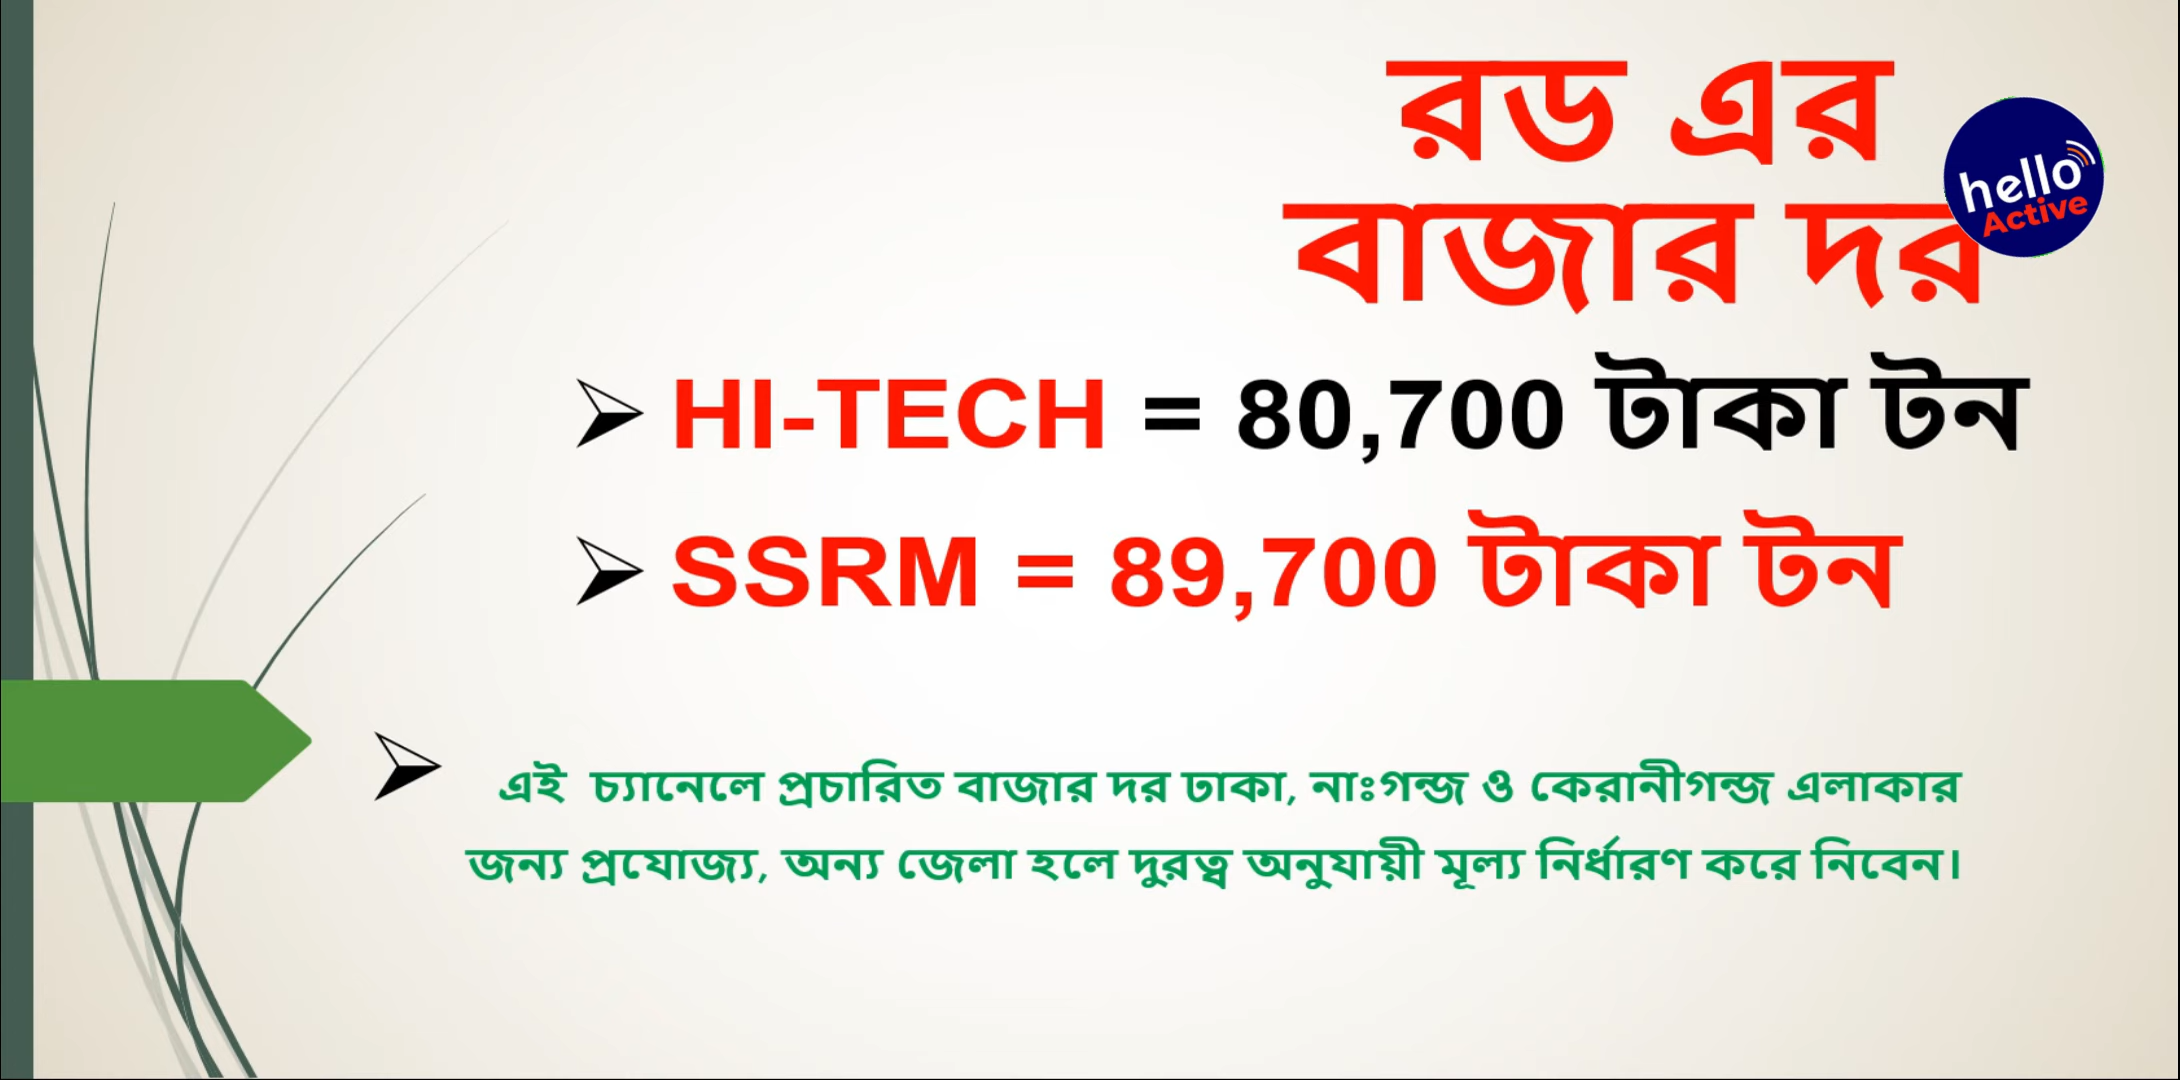 রড এর
বাজার দর
hello
Active
HI-TECH = 80,700 টাকা টন
SSRM = 89,700 টাকা টন
এই চ্যানেলে প্রচারিত বাজার দর ঢাকা, নাঃগন্জ ও কেরানীগন্জ এলাকার
জন্য প্রযোজ্য, অন্য জেলা হলে দুরত্ব অনুযায়ী মূল্য নির্ধারণ করে নিবেন।